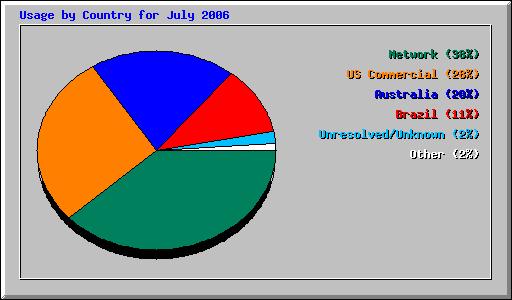 Usage by Country for July 2006
Network (38%)
US Commercial (28%)
Australia (20%)
Brazil (11%)
Unresolved/Unknown (2%)
Other (2%)